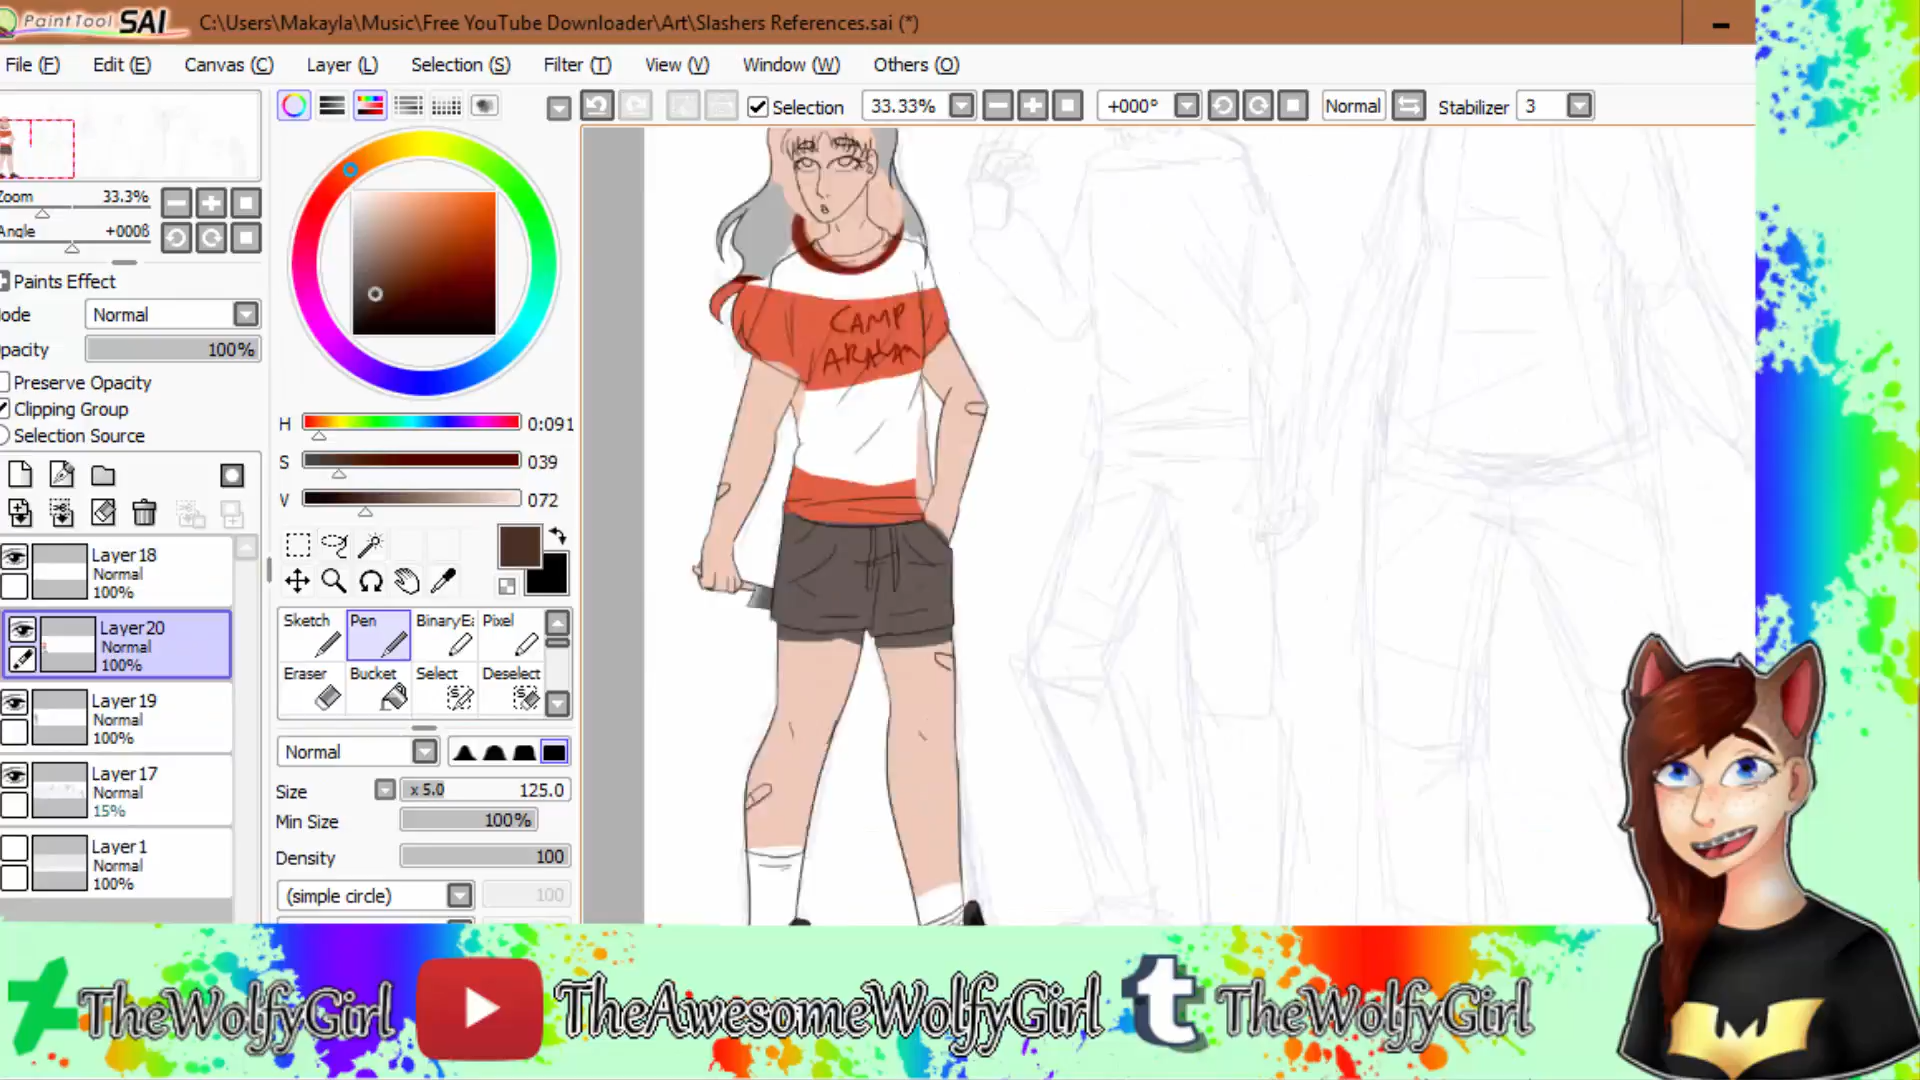 PaintTool SAI C:\Users\Makayla\Music\Free YouTube Downloader\Art\Slashers References.sai (*)
File (F) Edit (E) Canvas (C) Layer (L) Selection (S) Filter (T) View (V) Window (W) Others (O)
Selection 33.33% +000° Normal Stabilizer 3
Zoom 33.3%
Angle +000ß
Paints Effect
ode Normal
pacity 100%
Preserve Opacity
Clipping Group
Selection Source
H 0:091
S 039
V 072
Layer18
Normal
100%
Layer20
Normal
100%
Layer19
Normal
100%
Layer17
Normal
15%
Layer1
Normal
100%
Sketch Pen BinaryEa Pixel
Eraser Bucket Select Deselect
Normal
Size x 5.0 125.0
Min Size 100%
Density 100
(simple circle) 100
CAMP
TheWolfyGirl TheAwesomeWolfyGirl t TheWolfyGirl